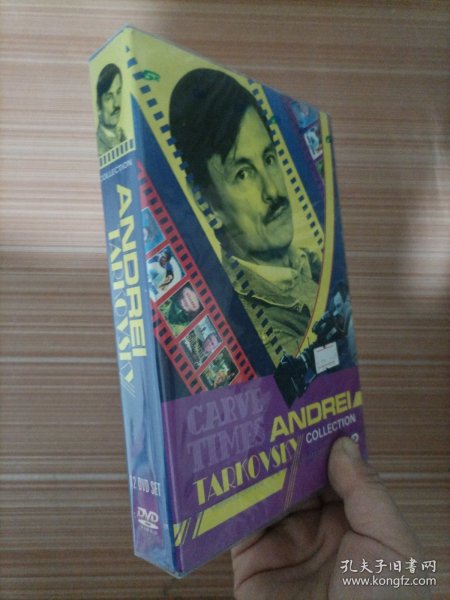 COLLECTION
ANDREI
TARKOVSKY
12 DVD SET
DVD
CARVE
TIMES
ANDREI
TARKOVSKY
COLLECTION
孔夫子旧书网
www.kongfz.com